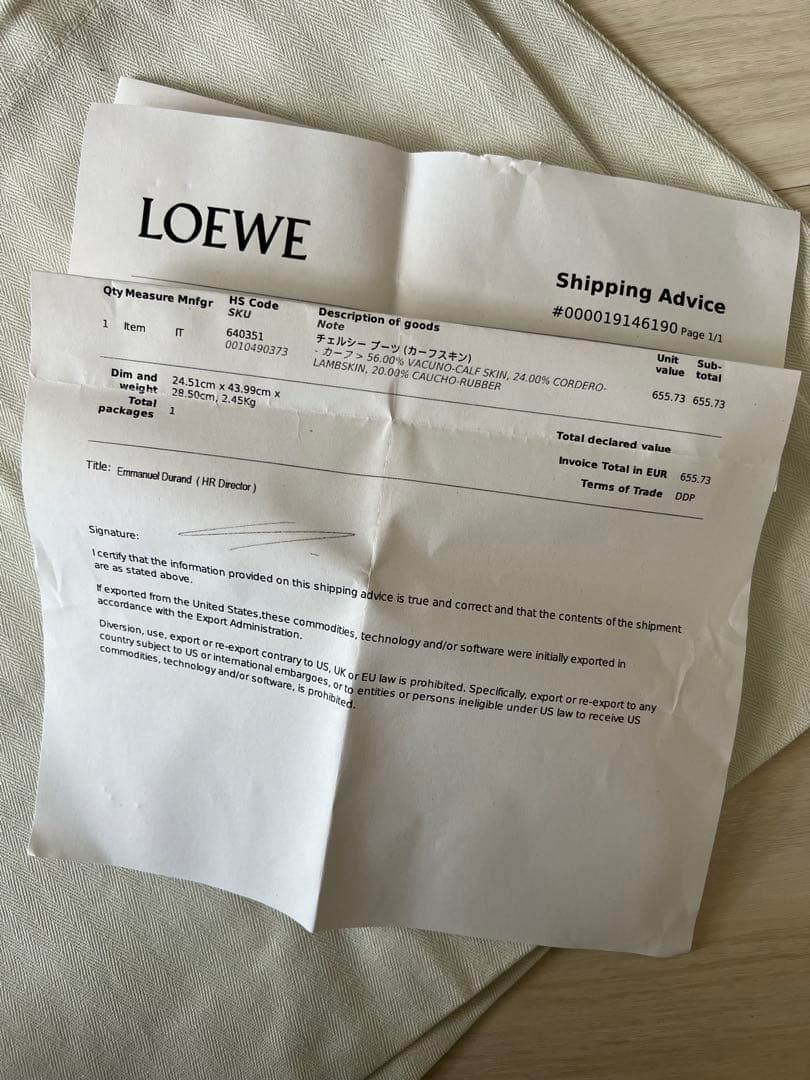 LOEWE
Shipping Advice
#000019146190 Page 1/1
Qty Measure Mnfgr HS Code Description of goods Unit Sub-
SKU Note value total
1 Item IT 640351 チェルシー ブーツ (カーフスキン) 655.73 655.73
0010490373 - カーフ > 56.00% VACUNO-CALF SKIN, 24.00% CORDERO-
LAMBSKIN, 20.00% CAUCHO-RUBBER
Dim and 24.51cm x 43.99cm x
weight 28.50cm, 2.45Kg
Total
packages 1
Total declared value
Invoice Total in EUR 655.73
Terms of Trade DDP
Title: Emmanuel Durand ( HR Director )
Signature:
I certify that the information provided on this shipping advice is true and correct and that the contents of the shipment
are as stated above.
If exported from the United States,these commodities, technology and/or software were initially exported in
accordance with the Export Administration.
Diversion, use, export or re-export contrary to US, UK or EU law is prohibited. Specifically, export or re-export to any
country subject to US or international embargoes, or to entities or persons ineligible under US law to receive US
commodities, technology and/or software, is prohibited.